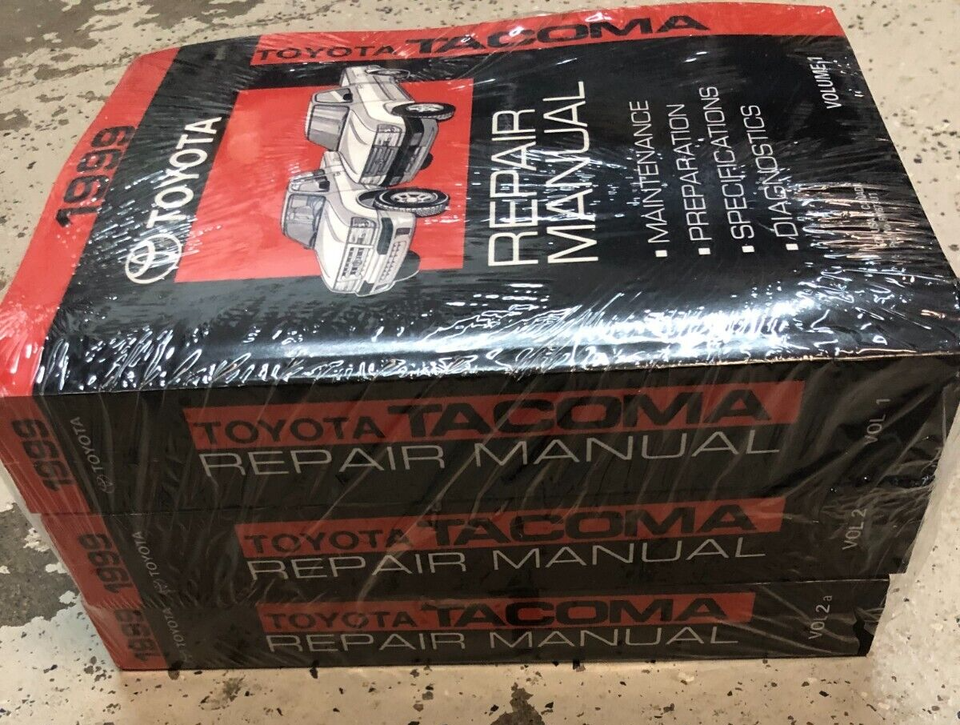 1999
TOYOTA TACOMA
TOYOTA
REPAIR
MANUAL
▪ MAINTENANCE
▪ PREPARATION
▪ SPECIFICATIONS
▪ DIAGNOSTICS
VOLUME 1
1999 TOYOTA
TOYOTA TACOMA
REPAIR MANUAL
VOL 1
1999 TOYOTA
TOYOTA TACOMA
REPAIR MANUAL
VOL 2
1999 TOYOTA
TOYOTA TACOMA
REPAIR MANUAL
VOL 2a